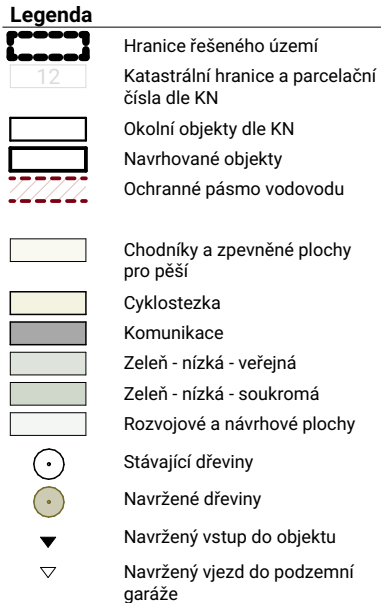 Legenda
Hranice řešeného území
12
Katastrální hranice a parcelační
čísla dle KN
Okolní objekty dle KN
Navrhované objekty
Ochranné pásmo vodovodu
Chodníky a zpevněné plochy
pro pěší
Cyklostezka
Komunikace
Zeleň - nízká - veřejná
Zeleň - nízká - soukromá
Rozvojové a návrhové plochy
Stávající dřeviny
Navržené dřeviny
Navržený vstup do objektu
Navržený vjezd do podzemní
garáže